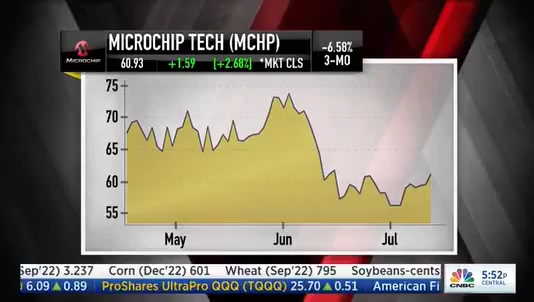 MICROCHIP TECH (MCHP)
-6.58%
MICROCHIP
60.93 +1.59 [+2.68%] *MKT CLS
3-MO
75
70
65
60
55
May Jun Jul
Sep'22) 3.237 Corn (Dec'22) 601 Wheat (Sep'22) 795 Soybeans-cents
6.09 ▲0.89 ProShares UltraPro QQQ (TQQQ) 25.70 ▲0.51 American Fi
CNBC
5:52P
CENTRAL